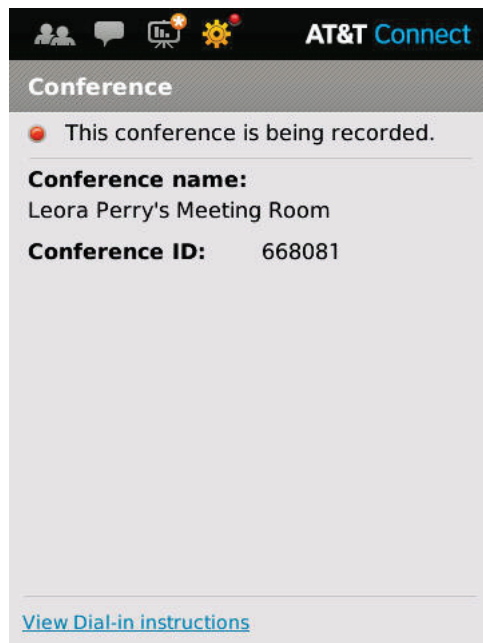 AT&T Connect
Conference
This conference is being recorded.
Conference name:
Leora Perry's Meeting Room
Conference ID: 668081
View Dial-in instructions